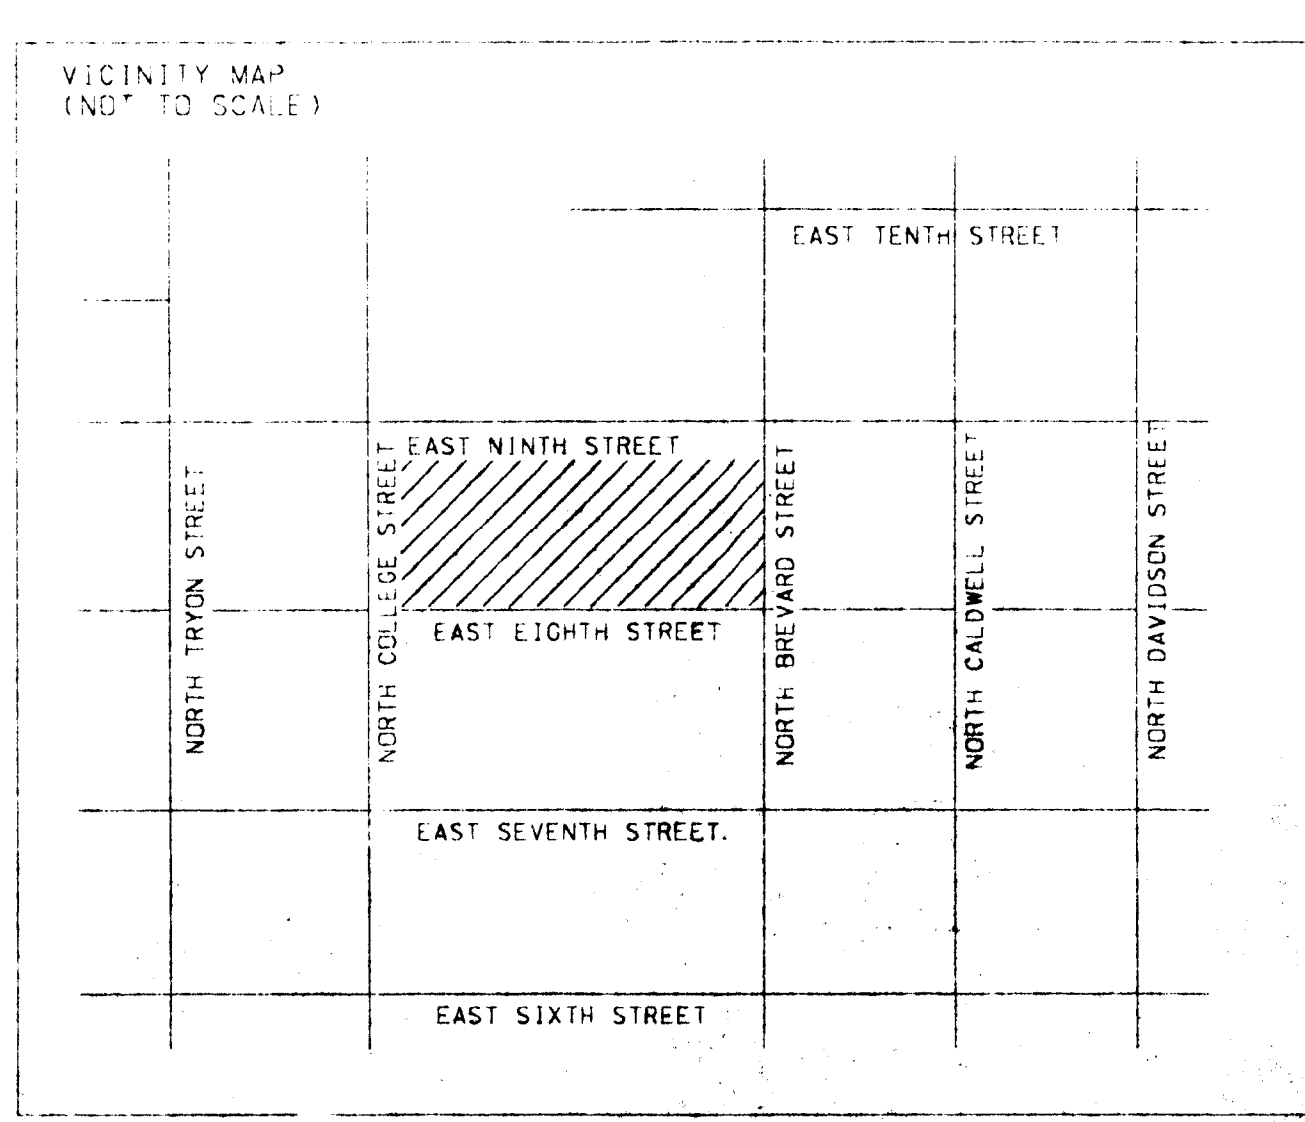 VICINITY MAP
(NOT TO SCALE)
EAST TENTH STREET
EAST NINTH STREET
NORTH TRYON STREET
NORTH COLLEGE STREET
NORTH BREVARD STREET
NORTH CALDWELL STREET
NORTH DAVIDSON STREET
EAST EIGHTH STREET
EAST SEVENTH STREET.
EAST SIXTH STREET